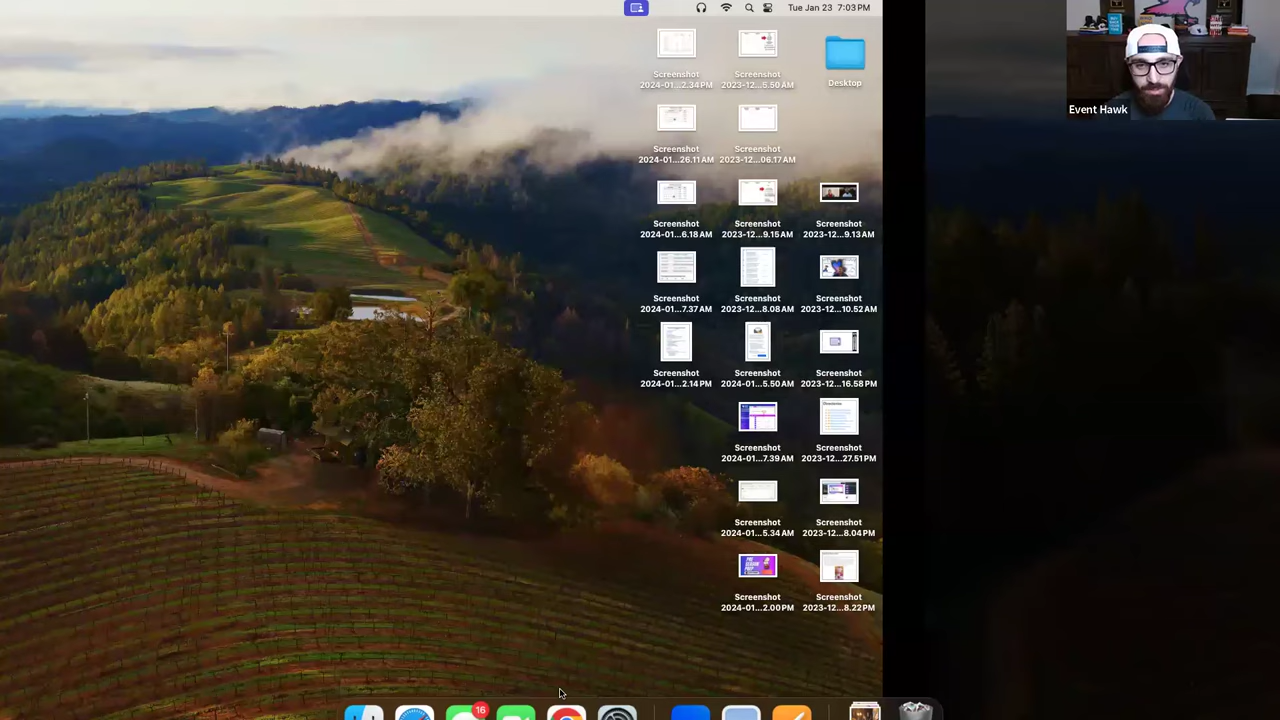 Tue Jan 23 7:03 PM
Event Hawk
Screenshot
2024-01...2.34 PM
Screenshot
2023-12...5.50 AM
Desktop
Screenshot
2024-01...26.11 AM
Screenshot
2023-12...06.17 AM
Screenshot
2024-01...6.18 AM
Screenshot
2023-12...9.15 AM
Screenshot
2023-12...9.13 AM
Screenshot
2024-01...7.37 AM
Screenshot
2023-12...8.08 AM
Screenshot
2023-12...10.52 AM
Screenshot
2024-01...2.14 PM
Screenshot
2024-01...5.50 AM
Screenshot
2023-12...16.58 PM
Screenshot
2024-01...7.39 AM
Screenshot
2023-12...27.51 PM
Screenshot
2024-01...5.34 AM
Screenshot
2023-12...8.04 PM
Screenshot
2024-01...2.00 PM
Screenshot
2023-12...8.22 PM
16